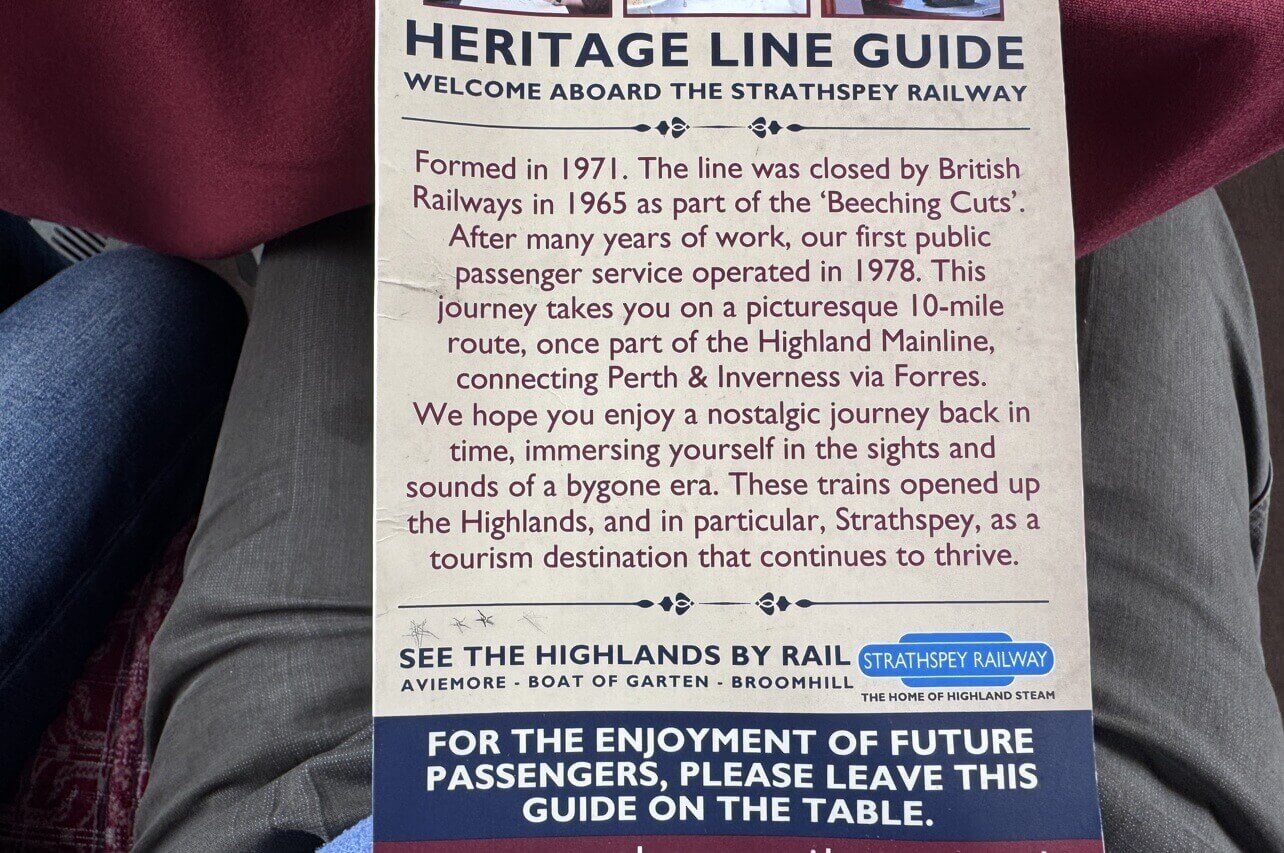 HERITAGE LINE GUIDE
WELCOME ABOARD THE STRATHSPEY RAILWAY
Formed in 1971. The line was closed by British
Railways in 1965 as part of the ‘Beeching Cuts’.
After many years of work, our first public
passenger service operated in 1978. This
journey takes you on a picturesque 10-mile
route, once part of the Highland Mainline,
connecting Perth & Inverness via Forres.
We hope you enjoy a nostalgic journey back in
time, immersing yourself in the sights and
sounds of a bygone era. These trains opened up
the Highlands, and in particular, Strathspey, as a
tourism destination that continues to thrive.
SEE THE HIGHLANDS BY RAIL
AVIEMORE - BOAT OF GARTEN - BROOMHILL
STRATHSPEY RAILWAY
THE HOME OF HIGHLAND STEAM
FOR THE ENJOYMENT OF FUTURE
PASSENGERS, PLEASE LEAVE THIS
GUIDE ON THE TABLE.